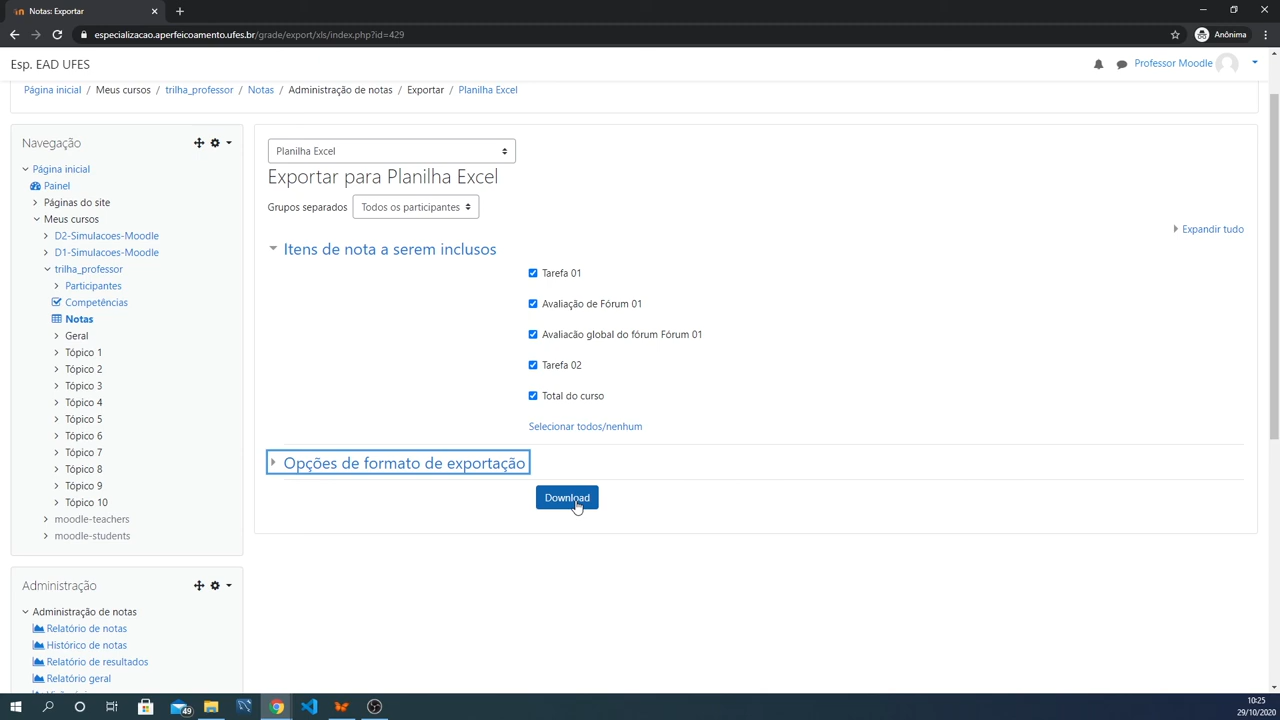 Notas: Exportar
especializacao.aperfeicoamento.ufes.br/grade/export/xls/index.php?id=429
Anônima
Esp. EAD UFES
Professor Moodle
Página inicial / Meus cursos / trilha_professor / Notas / Administração de notas / Exportar / Planilha Excel
Navegação
Página inicial
Painel
Páginas do site
Meus cursos
D2-Simulacoes-Moodle
D1-Simulacoes-Moodle
trilha_professor
Participantes
Competências
Notas
Geral
Tópico 1
Tópico 2
Tópico 3
Tópico 4
Tópico 5
Tópico 6
Tópico 7
Tópico 8
Tópico 9
Tópico 10
moodle-teachers
moodle-students
Administração
Administração de notas
Relatório de notas
Histórico de notas
Relatório de resultados
Relatório geral
Planilha Excel
Exportar para Planilha Excel
Grupos separados Todos os participantes
Expandir tudo
Itens de nota a serem inclusos
Tarefa 01
Avaliação de Fórum 01
Avaliacão global do fórum Fórum 01
Tarefa 02
Total do curso
Selecionar todos/nenhum
Opções de formato de exportação
Download
49
10:25
29/10/2020